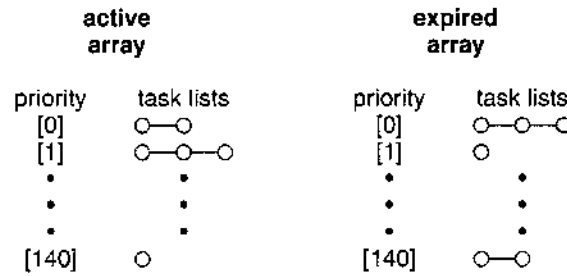 active
array
priority task lists
[0]
[1]
[140]
expired
array
priority task lists
[0]
[1]
[140]